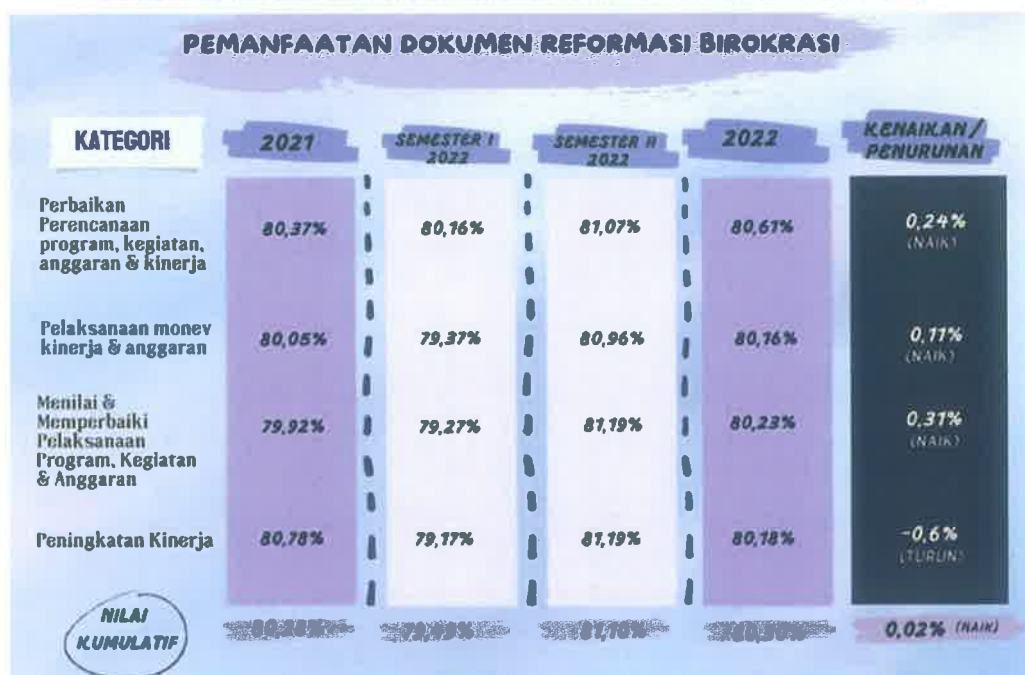 PEMANFAATAN DOKUMEN REFORMASI BIROKRASI
KATEGORI
2021
SEMESTER I
2022
SEMESTER II
2022
2022
KENAIKAN /
PENURUNAN
Perbaikan
Perencanaan
program, kegiatan,
anggaran & kinerja
80,37%
80,16%
81,07%
80,61%
0,24%
(NAIK)
Pelaksanaan monev
kinerja & anggaran
80,05%
79,37%
80,96%
80,16%
0,11%
(NAIK)
Menilai &
Memperbaiki
Pelaksanaan
Program, Kegiatan
& Anggaran
79,92%
79,27%
81,19%
80,23%
0,31%
(NAIK)
Peningkatan Kinerja
80,78%
79,17%
81,19%
80,18%
-0,6%
(TURUN)
NILAI
KUMULATIF
0,02% (NAIK)